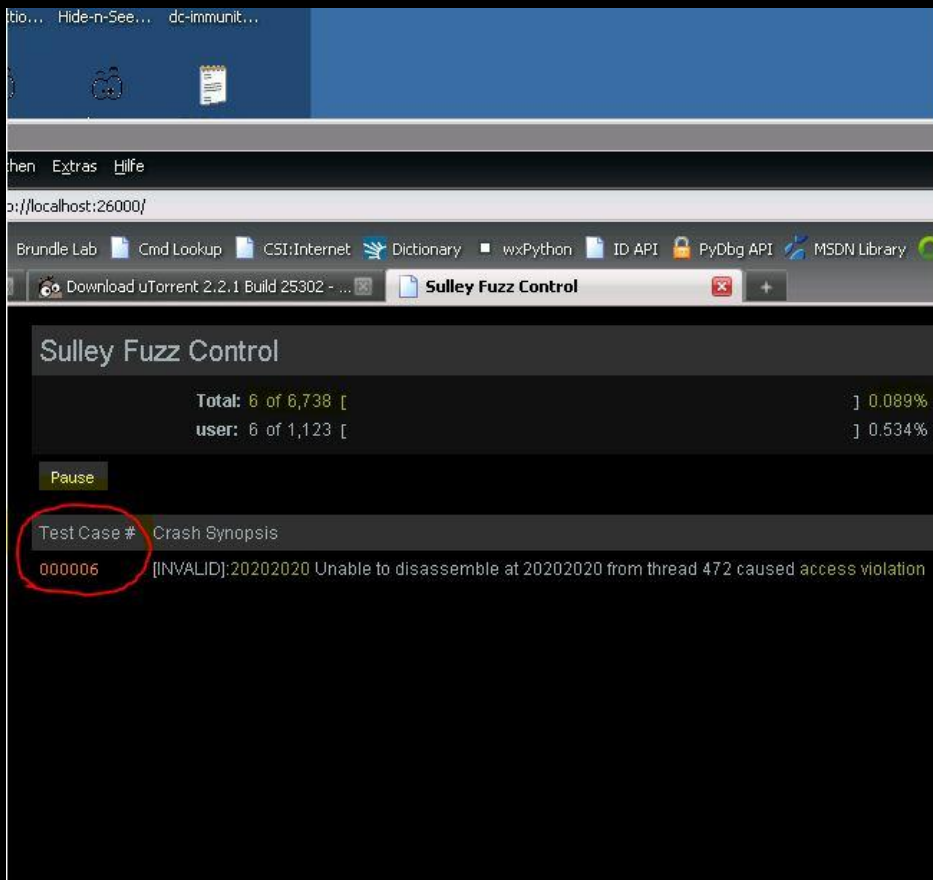 tio... Hide-n-See... dc-immunit...
chen Extras Hilfe
p://localhost:26000/
Brundle Lab Cmd Lookup CSI:Internet Dictionary wxPython ID API PyDbg API MSDN Library
Download uTorrent 2.2.1 Build 25302 - ... Sulley Fuzz Control +
Sulley Fuzz Control
Total: 6 of 6,738 [ ] 0.089%
user: 6 of 1,123 [ ] 0.534%
Pause
Test Case # Crash Synopsis
000006 [INVALID]:20202020 Unable to disassemble at 20202020 from thread 472 caused access violation